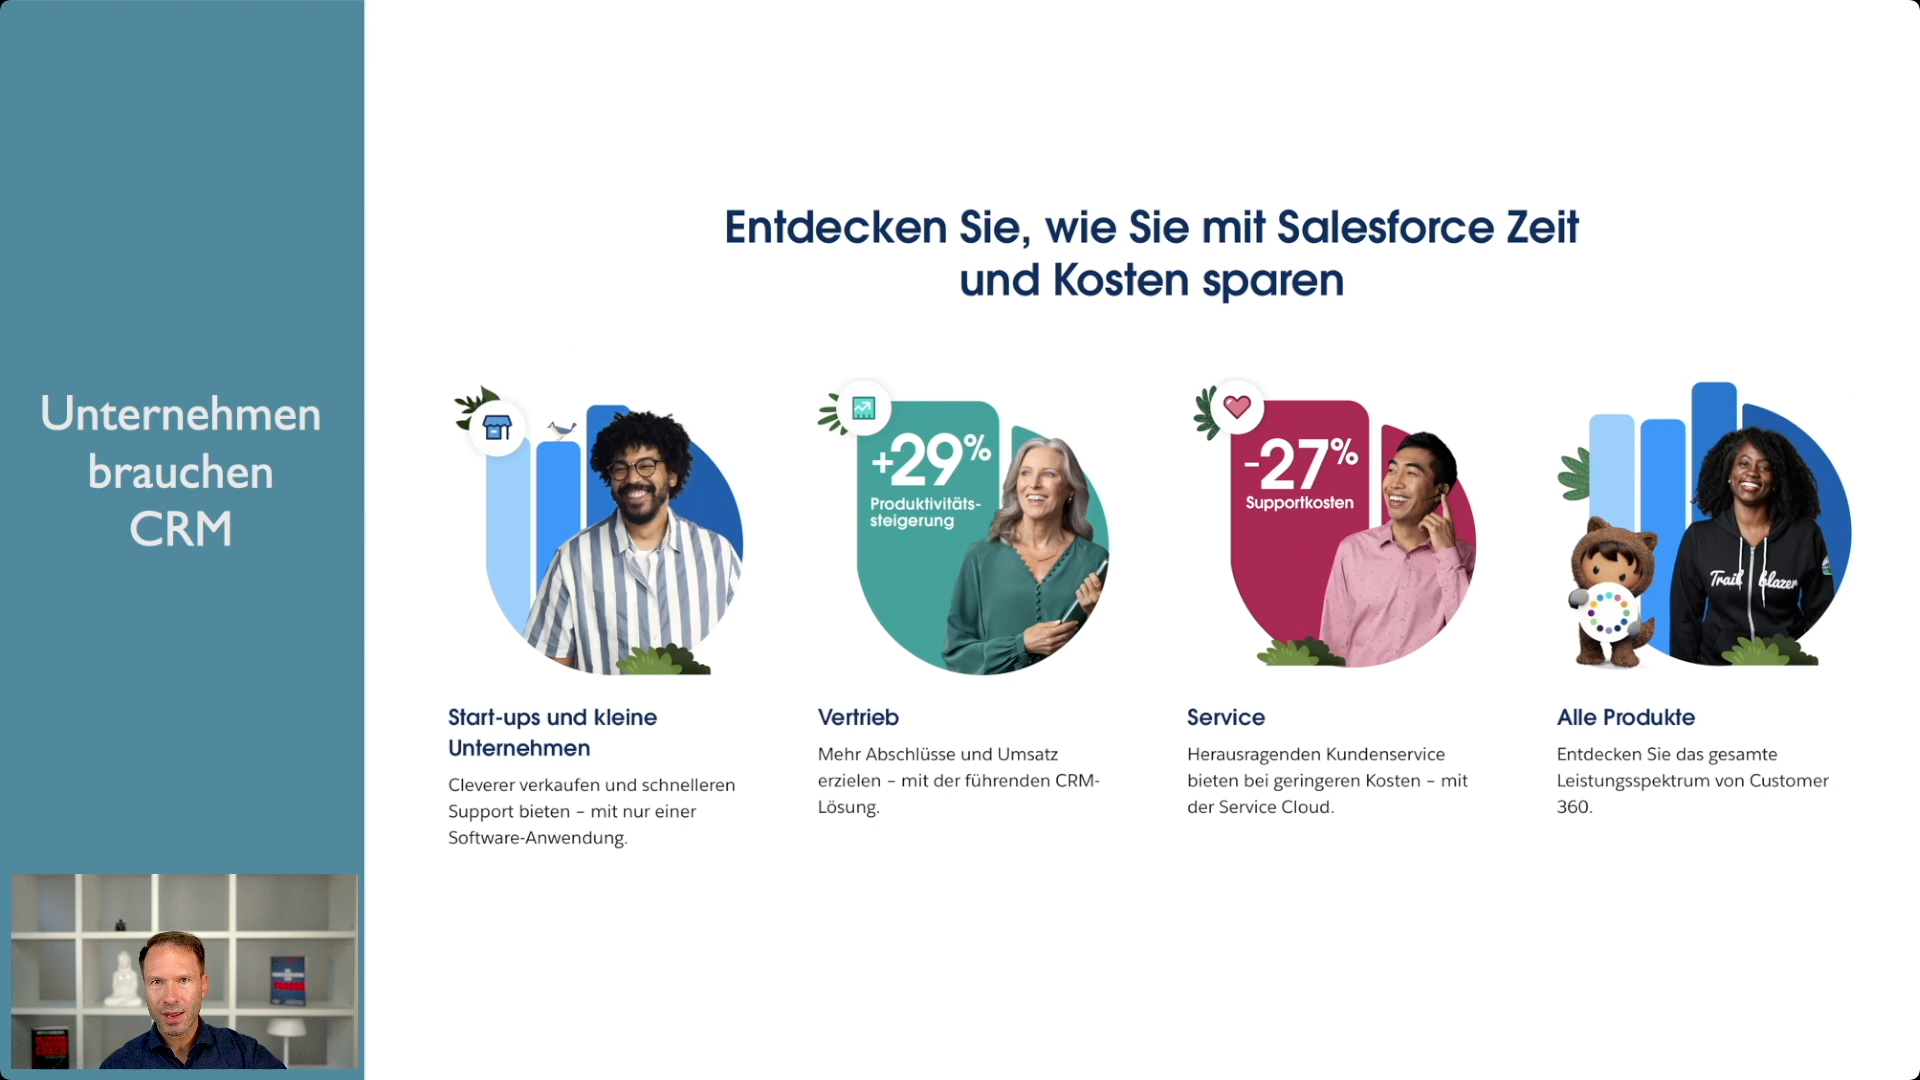 Unternehmen
brauchen
CRM
Entdecken Sie, wie Sie mit Salesforce Zeit
und Kosten sparen
+29%
Produktivitäts-
steigerung
-27%
Supportkosten
Trailblazer
Start-ups und kleine
Unternehmen
Cleverer verkaufen und schnelleren
Support bieten – mit nur einer
Software-Anwendung.
Vertrieb
Mehr Abschlüsse und Umsatz
erzielen – mit der führenden CRM-
Lösung.
Service
Herausragenden Kundenservice
bieten bei geringeren Kosten – mit
der Service Cloud.
Alle Produkte
Entdecken Sie das gesamte
Leistungsspektrum von Customer
360.